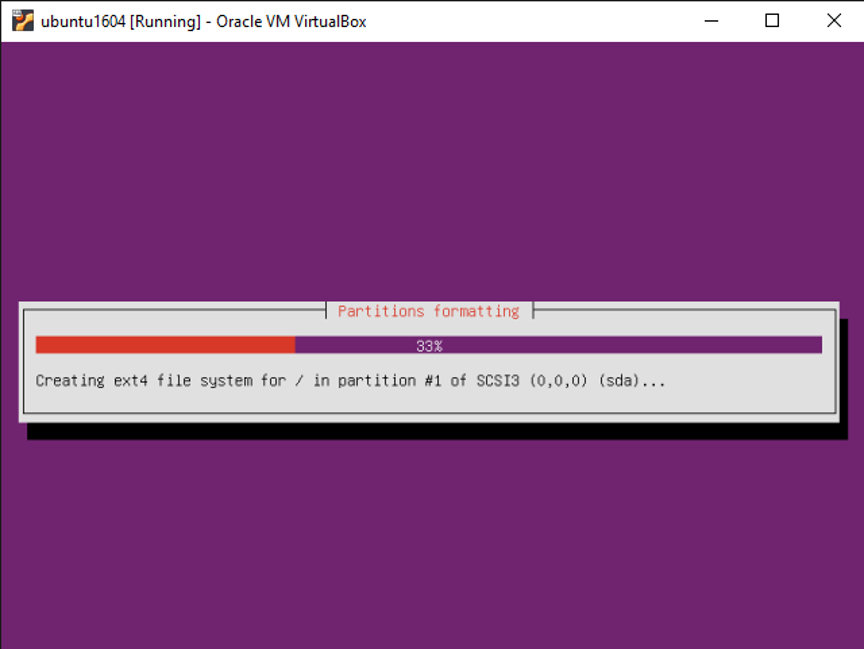 ubuntu1604 [Running] - Oracle VM VirtualBox
Partitions formatting
33%
Creating ext4 file system for / in partition #1 of SCSI3 (0,0,0) (sda)...